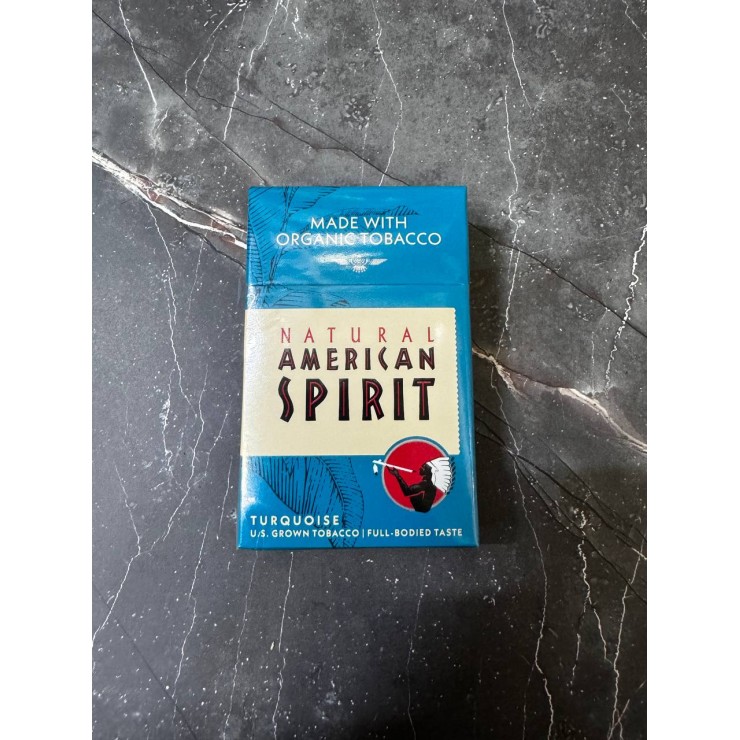 MADE WITH
ORGANIC TOBACCO
NATURAL
AMERICAN
SPIRIT
TURQUOISE
U.S. GROWN TOBACCO | FULL-BODIED TASTE